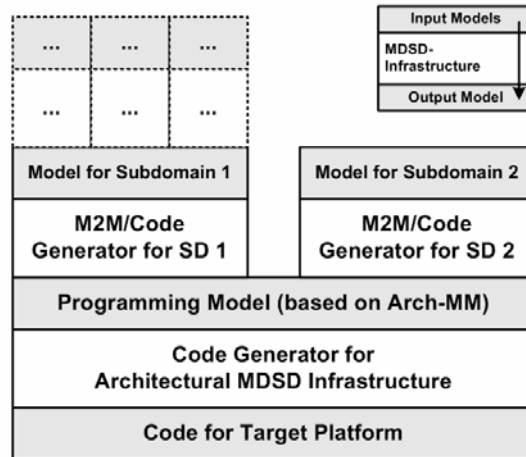 ... ... ...
... ... ...
Input Models
MDSD-
Infrastructure
Output Model
Model for Subdomain 1
Model for Subdomain 2
M2M/Code
Generator for SD 1
M2M/Code
Generator for SD 2
Programming Model (based on Arch-MM)
Code Generator for
Architectural MDSD Infrastructure
Code for Target Platform